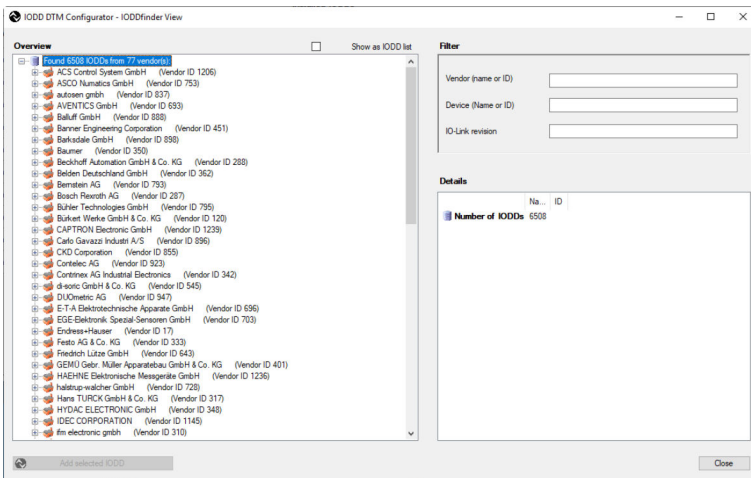 IODD DTM Configurator - IODDfinder View
Overview
Show as IODD list
Found 6508 IODDs from 77 vendor(s):
ACS Control System GmbH (Vendor ID 1206)
ASCO Numatics GmbH (Vendor ID 753)
autosen gmbh (Vendor ID 837)
AVENTICS GmbH (Vendor ID 693)
Balluff GmbH (Vendor ID 888)
Banner Engineering Corporation (Vendor ID 451)
Barksdale GmbH (Vendor ID 898)
Baumer (Vendor ID 350)
Beckhoff Automation GmbH & Co. KG (Vendor ID 288)
Belden Deutschland GmbH (Vendor ID 362)
Bernstein AG (Vendor ID 793)
Bosch Rexroth AG (Vendor ID 287)
Bühler Technologies GmbH (Vendor ID 795)
Bürkert Werke GmbH & Co. KG (Vendor ID 120)
CAPTRON Electronic GmbH (Vendor ID 1239)
Carlo Gavazzi Industri A/S (Vendor ID 896)
CKD Corporation (Vendor ID 855)
Contelec AG (Vendor ID 923)
Contrinex AG Industrial Electronics (Vendor ID 342)
di-soric GmbH & Co. KG (Vendor ID 545)
DUOmetric AG (Vendor ID 947)
E-T-A Elektrotechnische Apparate GmbH (Vendor ID 696)
EGE-Elektronik Spezial-Sensoren GmbH (Vendor ID 703)
Endress+Hauser (Vendor ID 17)
Festo AG & Co. KG (Vendor ID 333)
Friedrich Lütze GmbH (Vendor ID 643)
GEMÜ Gebr. Müller Apparatebau GmbH & Co. KG (Vendor ID 401)
HAEHNE Elektronische Messgeräte GmbH (Vendor ID 1236)
halstrup-walcher GmbH (Vendor ID 728)
Hans TURCK GmbH & Co. KG (Vendor ID 317)
HYDAC ELECTRONIC GmbH (Vendor ID 348)
IDEC CORPORATION (Vendor ID 1145)
ifm electronic gmbh (Vendor ID 310)
Add selected IODD
Filter
Vendor (name or ID)
Device (Name or ID)
IO-Link revision
Details
Na... ID
Number of IODDs 6508
Close